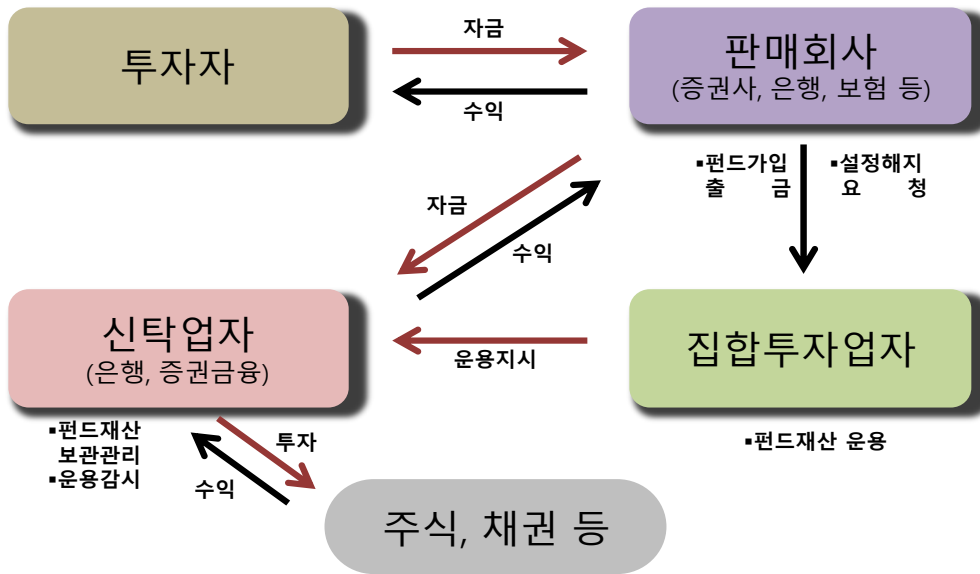 투자자
자금
수익
판매회사
(증권사, 은행, 보험 등)
▪펀드가입
출 금
▪설정해지
요 청
자금
수익
신탁업자
(은행, 증권금융)
운용지시
집합투자업자
▪펀드재산
보관관리
▪운용감시
투자
수익
▪펀드재산 운용
주식, 채권 등